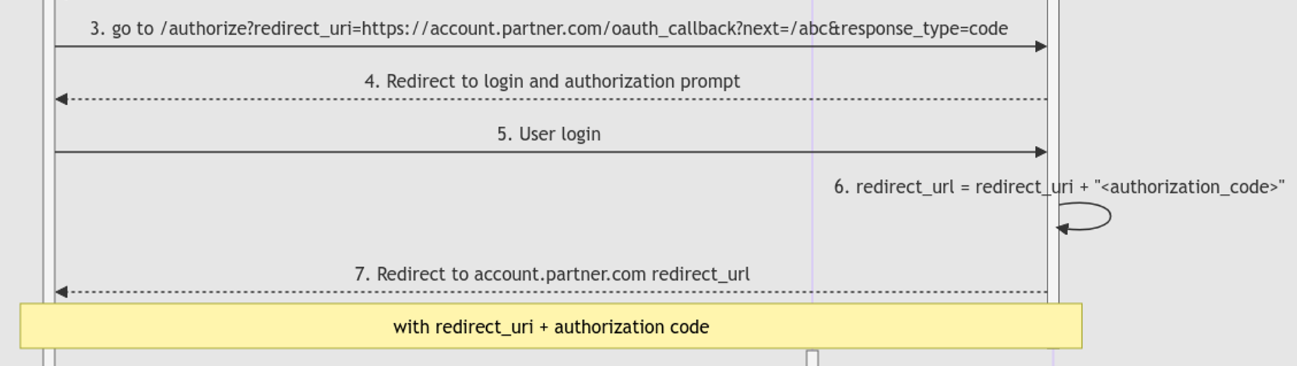 3. go to /authorize?redirect_uri=https://account.partner.com/oauth_callback?next=/abc&response_type=code
4. Redirect to login and authorization prompt
5. User login
6. redirect_url = redirect_uri + "<authorization_code>"
7. Redirect to account.partner.com redirect_url
with redirect_uri + authorization code